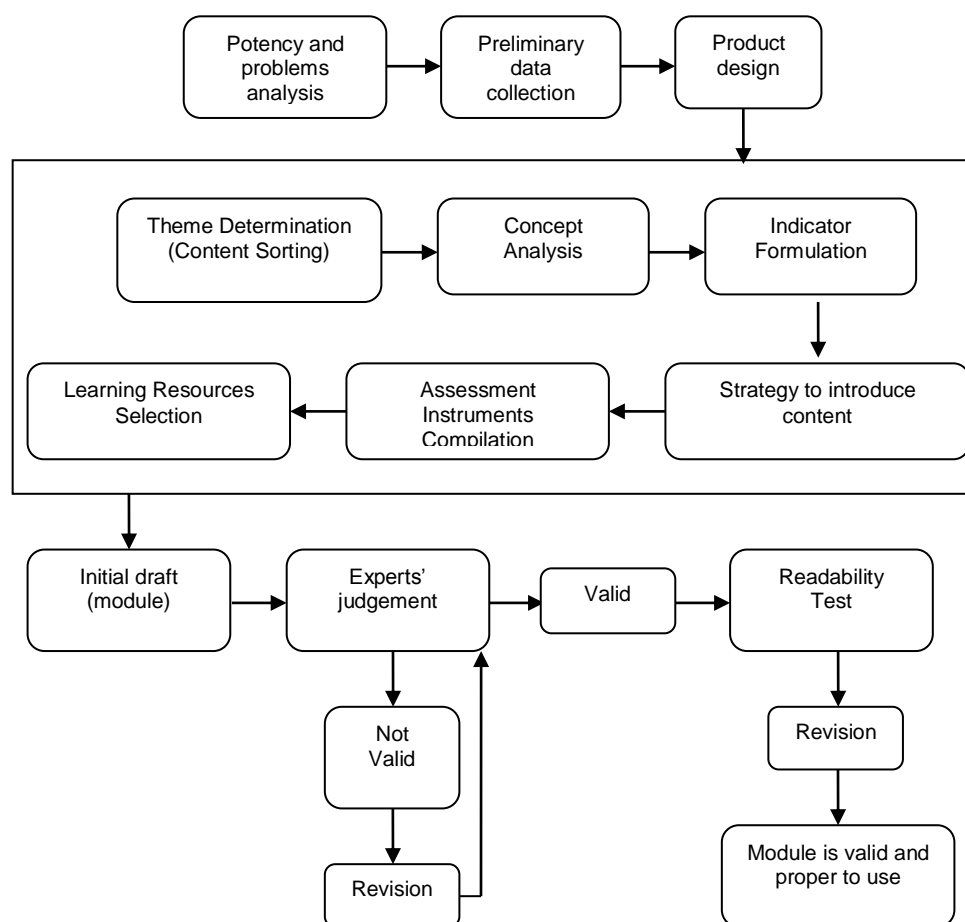 Potency and
problems
analysis
Preliminary
data
collection
Product
design
Theme Determination
(Content Sorting)
Concept
Analysis
Indicator
Formulation
Learning Resources
Selection
Assessment
Instruments
Compilation
Strategy to introduce
content
Initial draft
(module)
Experts’
judgement
Valid
Readability
Test
Not
Valid
Revision
Revision
Module is valid and
proper to use